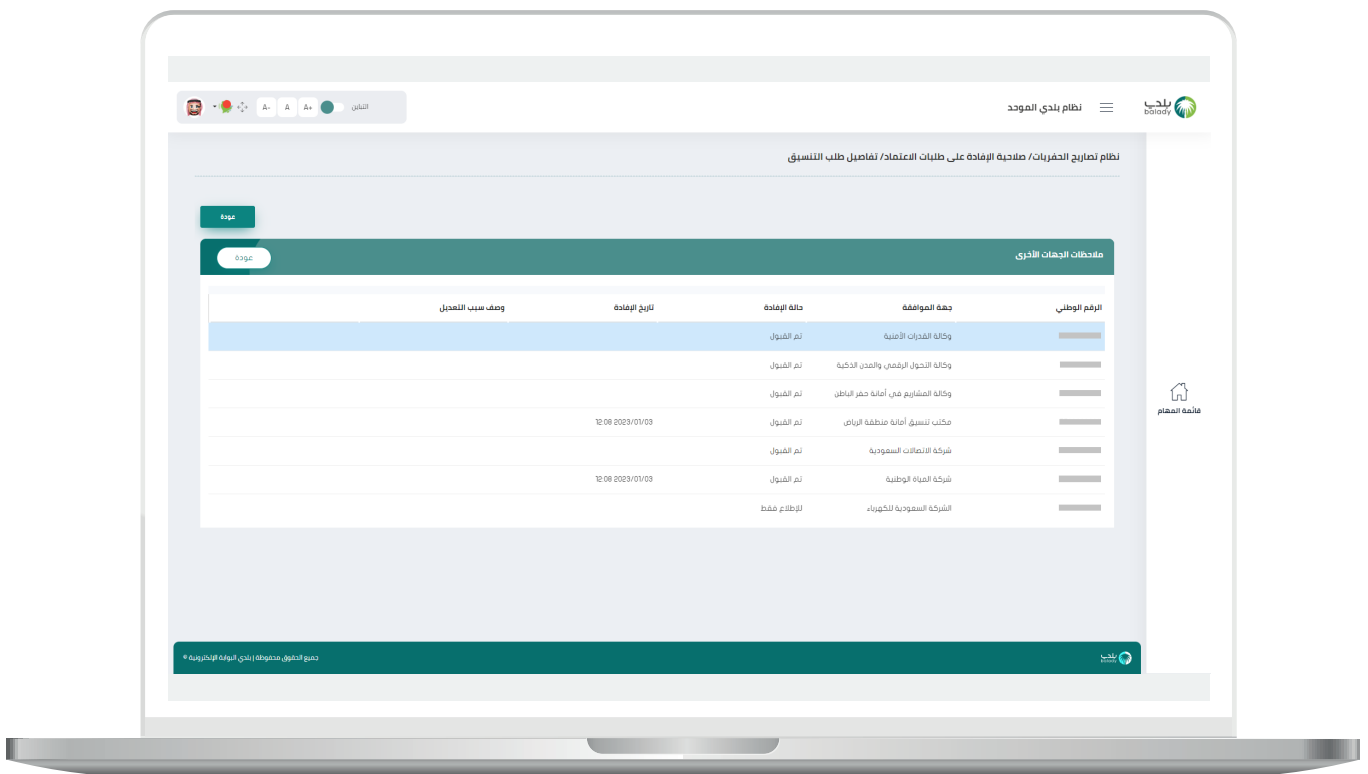 بلدي
balady
نظام بلدي الموحد
التباين
A+
A
A-
نظام تصاريح الحفريات/ صلاحية الإفادة على طلبات الاعتماد/ تفاصيل طلب التنسيق
عودة
ملاحظات الجهات الأخرى
عودة
الرقم الوطني جهة الموافقة حالة الإفادة تاريخ الإفادة وصف سبب التعديل
وكالة القدرات الأمنية تم القبول
وكالة التحول الرقمي والمدن الذكية تم القبول
وكالة المشاريع في أمانة حفر الباطن تم القبول
مكتب تنسيق أمانة منطقة الرياض تم القبول 2023/01/03 12:08
شركة الاتصالات السعودية تم القبول
شركة المياة الوطنية تم القبول 2023/01/03 12:08
الشركة السعودية للكهرباء للإطلاع فقط
قائمة المهام
بلدي
balady
جميع الحقوق محفوظة | بلدي البوابة الإلكترونية ©